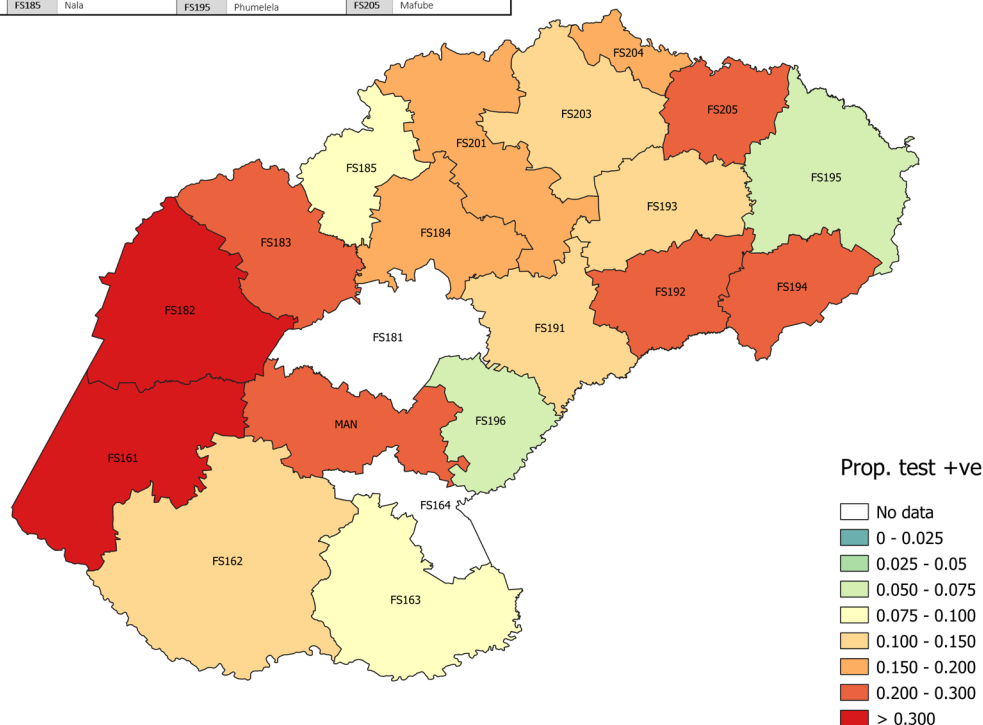 FS185 Nala FS195 Phumelela FS205 Mafube
FS204
FS205
FS203
FS201
FS185
FS195
FS193
FS184
FS183
FS194
FS192
FS182
FS191
FS181
FS196
MAN
FS161
FS164
FS162
FS163
Prop. test +ve
No data
0 - 0.025
0.025 - 0.05
0.050 - 0.075
0.075 - 0.100
0.100 - 0.150
0.150 - 0.200
0.200 - 0.300
> 0.300